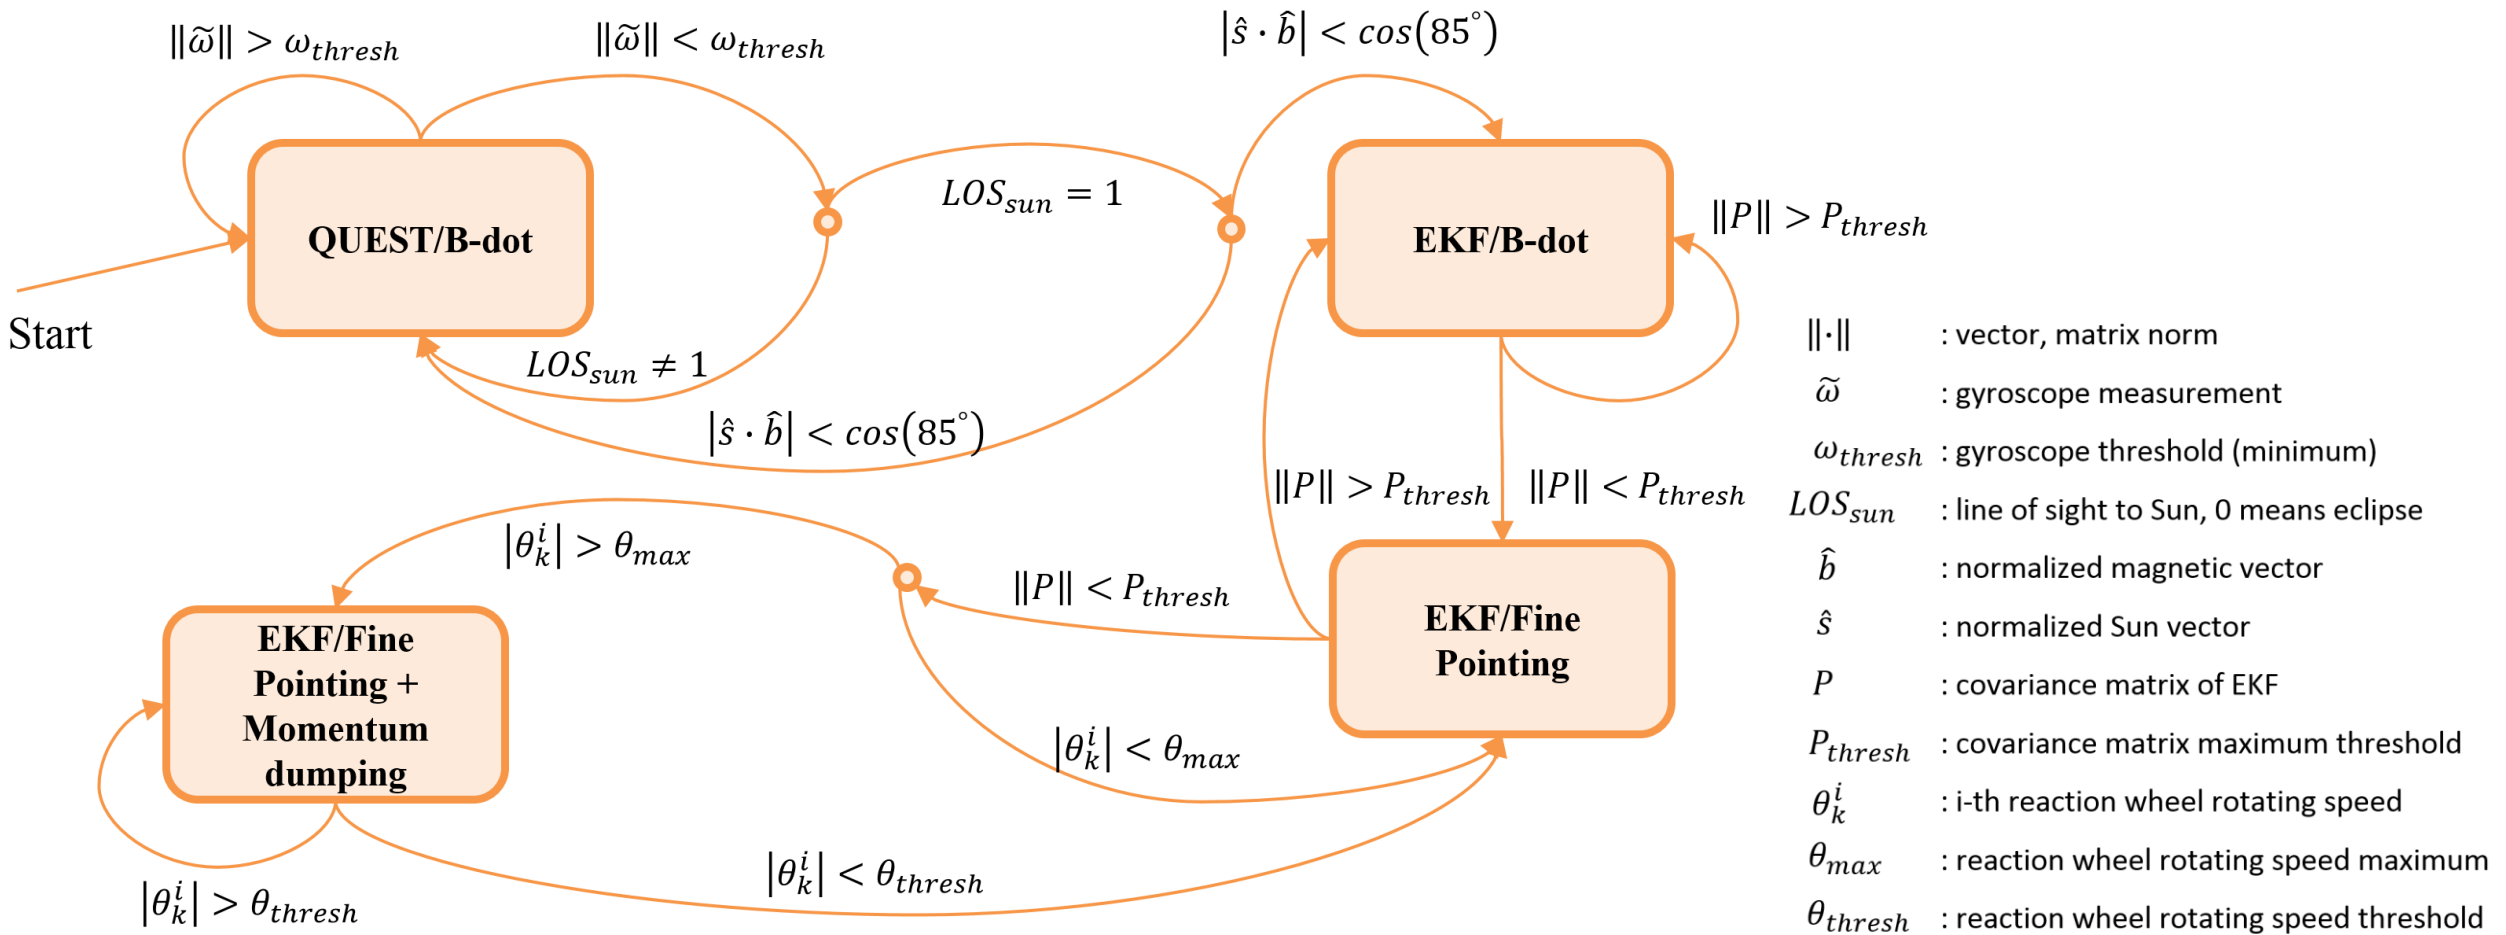 ‖ω̃‖ > ω_thresh
‖ω̃‖ < ω_thresh
|ŝ · b̂| < cos(85°)
QUEST/B-dot
LOS_sun = 1
EKF/B-dot
‖P‖ > P_thresh
Start
LOS_sun ≠ 1
|ŝ · b̂| < cos(85°)
‖P‖ > P_thresh
‖P‖ < P_thresh
|θ_k^i| > θ_max
‖P‖ < P_thresh
EKF/Fine
Pointing +
Momentum
dumping
EKF/Fine
Pointing
|θ_k^i| < θ_max
|θ_k^i| < θ_thresh
|θ_k^i| > θ_thresh
‖·‖ : vector, matrix norm
ω̃ : gyroscope measurement
ω_thresh : gyroscope threshold (minimum)
LOS_sun : line of sight to Sun, 0 means eclipse
b̂ : normalized magnetic vector
ŝ : normalized Sun vector
P : covariance matrix of EKF
P_thresh : covariance matrix maximum threshold
θ_k^i : i-th reaction wheel rotating speed
θ_max : reaction wheel rotating speed maximum
θ_thresh : reaction wheel rotating speed threshold